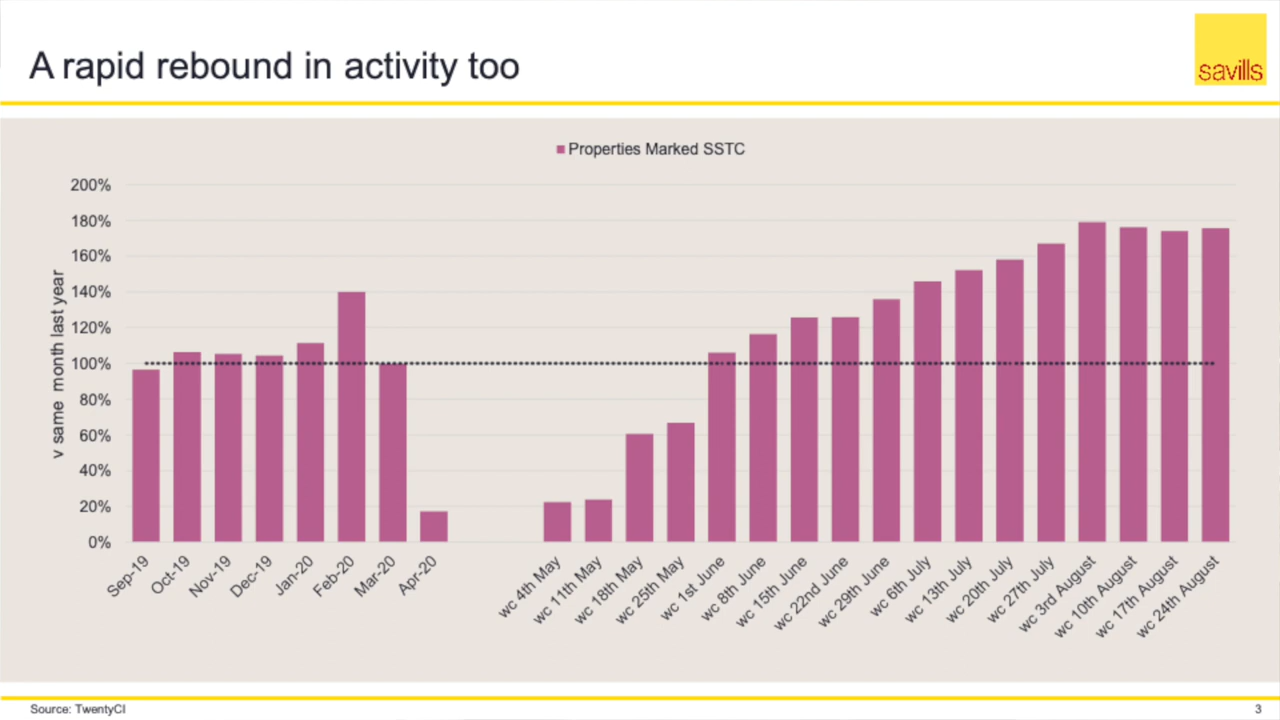 A rapid rebound in activity too
savills
Properties Marked SSTC
200%
180%
160%
140%
120%
100%
80%
60%
40%
20%
0%
v same month last year
Sep-19
Oct-19
Nov-19
Dec-19
Jan-20
Feb-20
Mar-20
Apr-20
wc 4th May
wc 11th May
wc 18th May
wc 25th May
wc 1st June
wc 8th June
wc 15th June
wc 22nd June
wc 29th June
wc 6th July
wc 13th July
wc 20th July
wc 27th July
wc 3rd August
wc 10th August
wc 17th August
wc 24th August
Source: TwentyCI
3